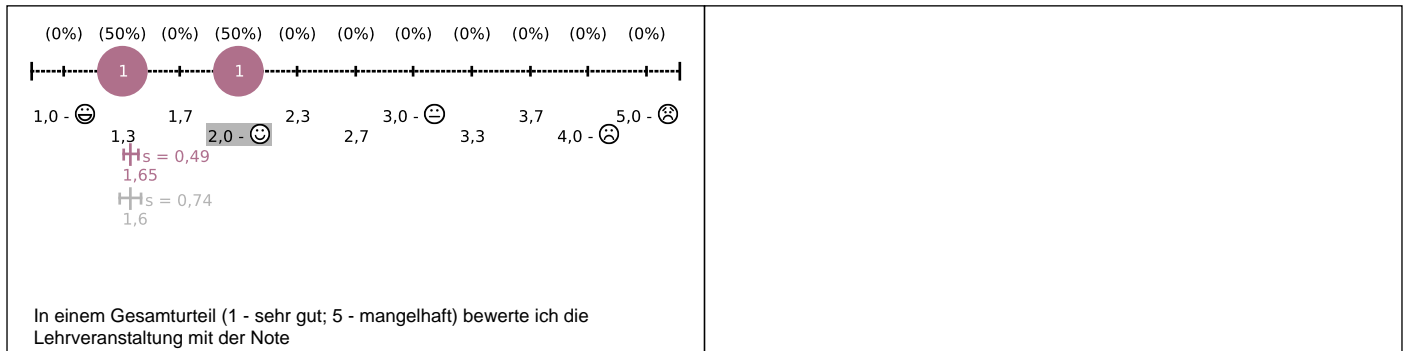 (0%) (50%) (0%) (50%) (0%) (0%) (0%) (0%) (0%) (0%) (0%)
1 1
1,0 - 😀 1,7 2,3 3,0 - 😐 3,7 5,0 - 😢
1,3 2,0 - ☺ 2,7 3,3 4,0 - ☹
s = 0,49
1,65
s = 0,74
1,6
In einem Gesamturteil (1 - sehr gut; 5 - mangelhaft) bewerte ich die
Lehrveranstaltung mit der Note